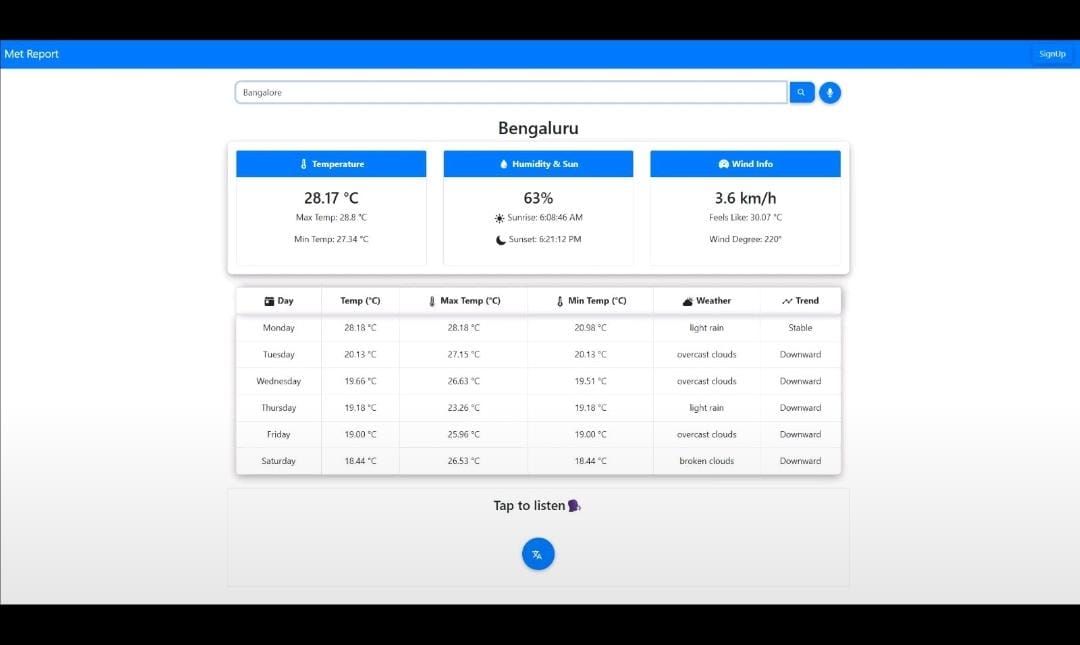 Met Report SignUp
Bangalore
Bengaluru
Temperature Humidity & Sun Wind Info
28.17 °C 63% 3.6 km/h
Max Temp: 28.8 °C Sunrise: 6:08:46 AM Feels Like: 30.07 °C
Min Temp: 27.34 °C Sunset: 6:21:12 PM Wind Degree: 220°
Day Temp (°C) Max Temp (°C) Min Temp (°C) Weather Trend
Monday 28.18 °C 28.18 °C 20.98 °C light rain Stable
Tuesday 20.13 °C 27.15 °C 20.13 °C overcast clouds Downward
Wednesday 19.66 °C 26.63 °C 19.51 °C overcast clouds Downward
Thursday 19.18 °C 23.26 °C 19.18 °C light rain Downward
Friday 19.00 °C 25.96 °C 19.00 °C overcast clouds Downward
Saturday 18.44 °C 26.53 °C 18.44 °C broken clouds Downward
Tap to listen